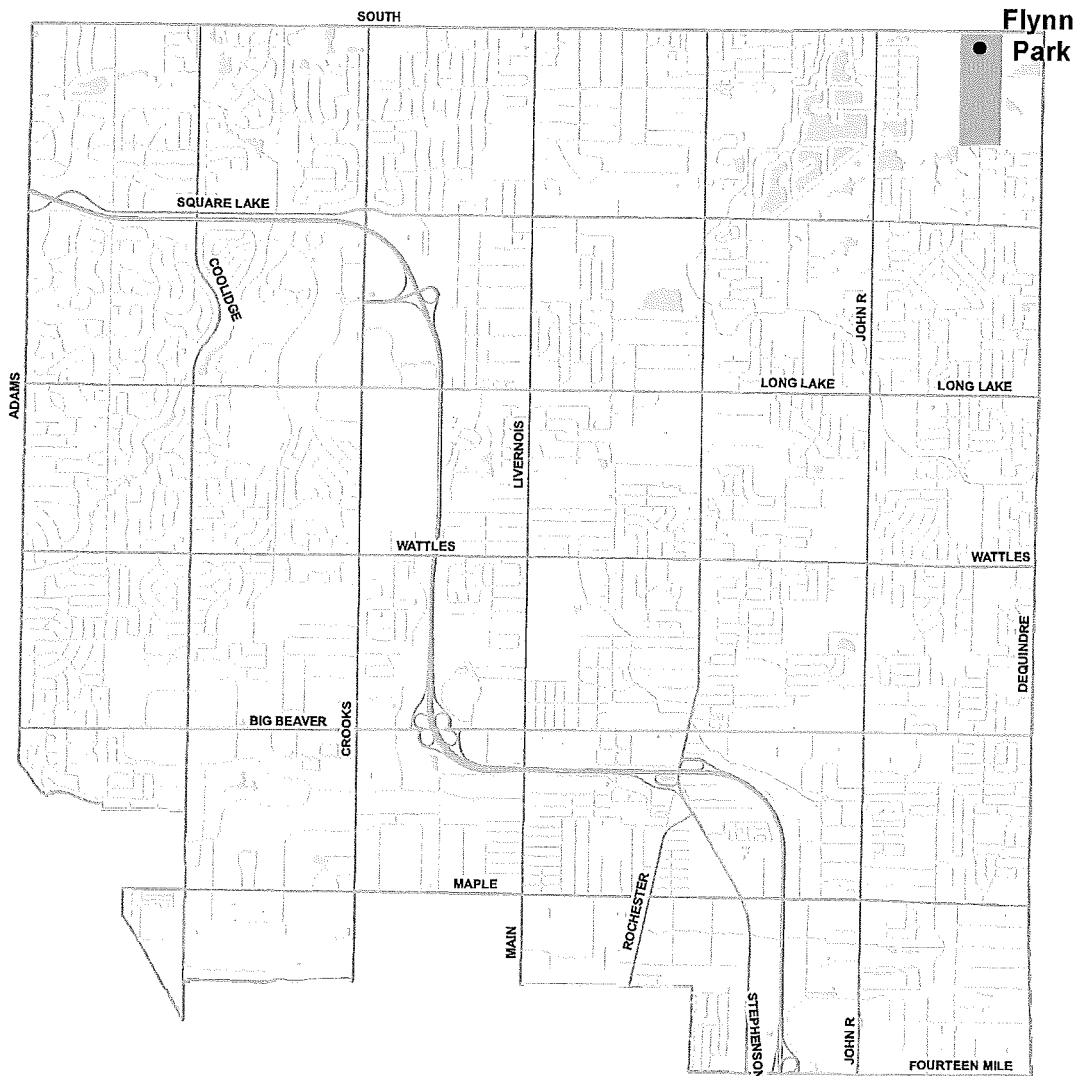 SOUTH
Flynn
Park
SQUARE LAKE
COOLIDGE
JOHN R
ADAMS
LONG LAKE
LONG LAKE
LIVERNOIS
WATTLES
WATTLES
DEQUINDRE
BIG BEAVER
CROOKS
MAPLE
ROCHESTER
MAIN
STEPHENSON
JOHN R
FOURTEEN MILE